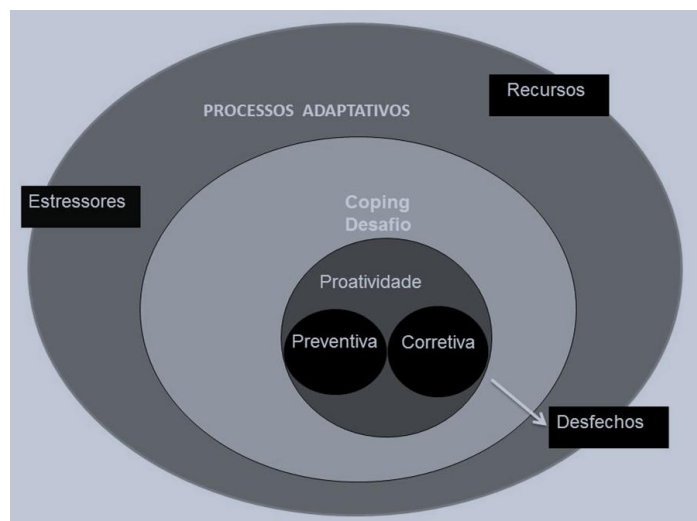 Recursos
PROCESSOS ADAPTATIVOS
Estressores
Coping
Desafio
Proatividade
Preventiva
Corretiva
Desfechos